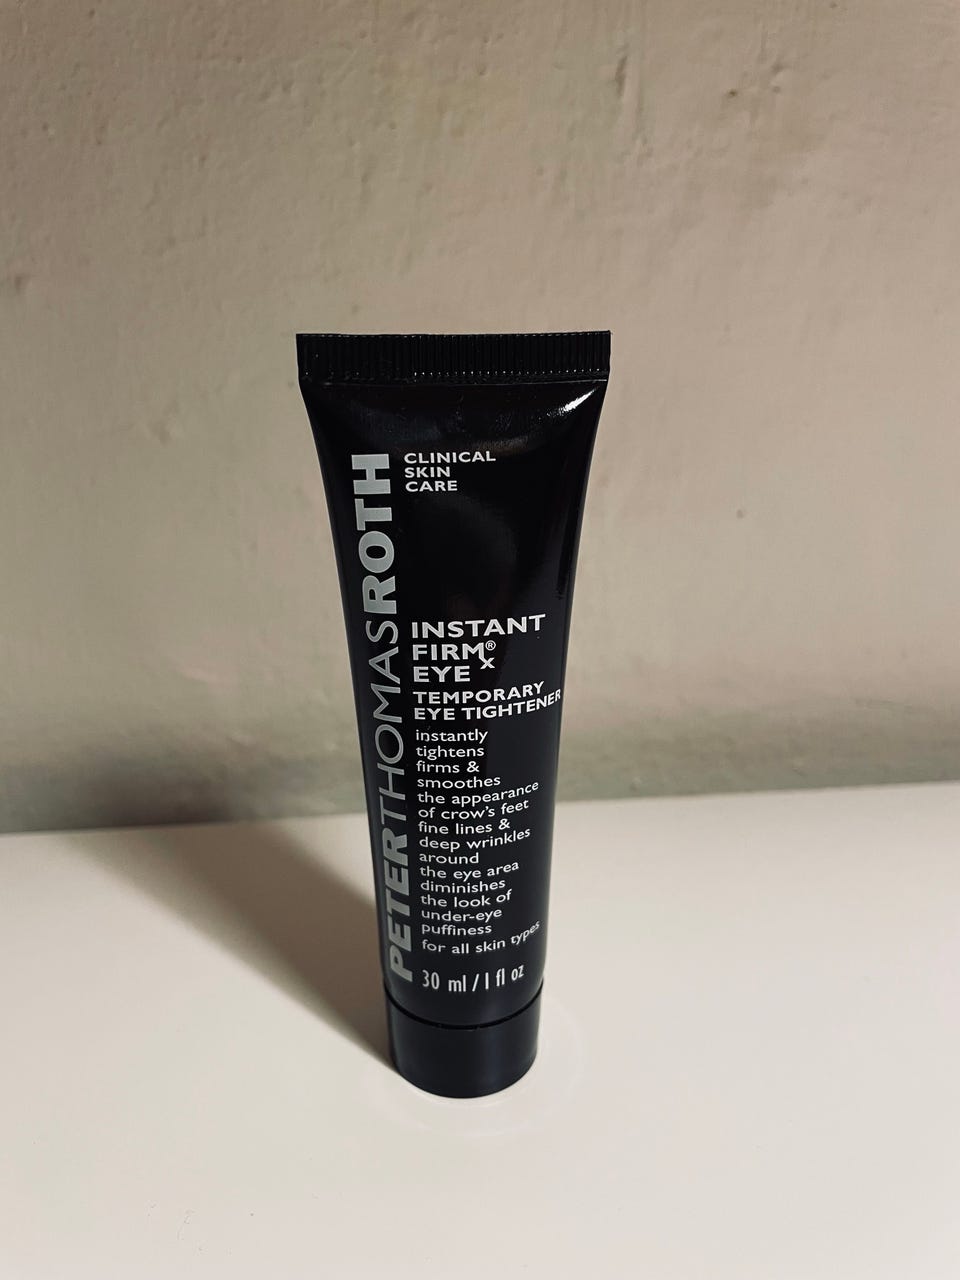 PETERTHOMASROTH
CLINICAL
SKIN
CARE
INSTANT
FIRMx®
EYE
TEMPORARY
EYE TIGHTENER
instantly
tightens
firms &
smoothes
the appearance
of crow's feet
fine lines &
deep wrinkles
around
the eye area
diminishes
the look of
under-eye
puffiness
for all skin types
30 ml / 1 fl oz